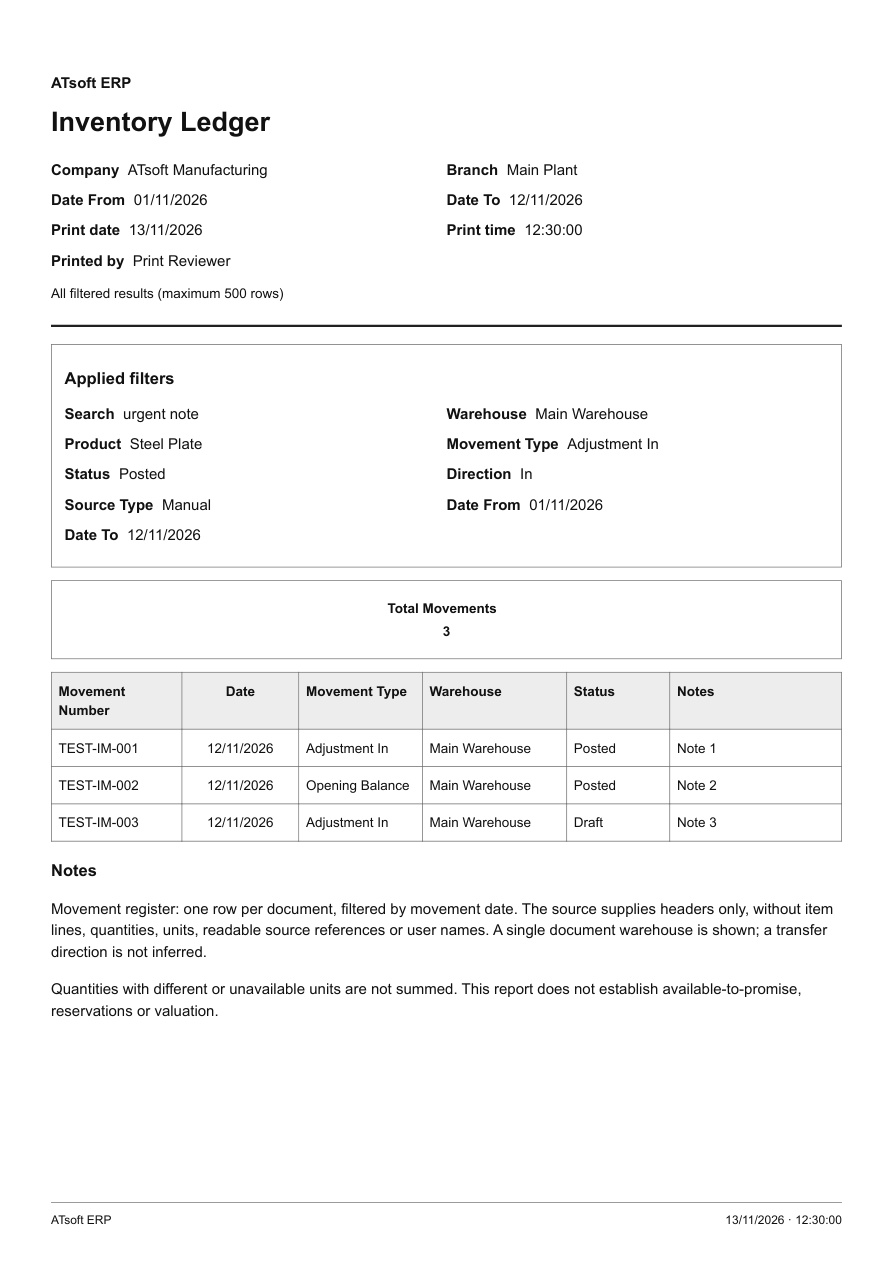 ATsoft ERP
Inventory Ledger
Company ATsoft Manufacturing
Branch Main Plant
Date From 01/11/2026
Date To 12/11/2026
Print date 13/11/2026
Print time 12:30:00
Printed by Print Reviewer
All filtered results (maximum 500 rows)
Applied filters
Search urgent note
Warehouse Main Warehouse
Product Steel Plate
Movement Type Adjustment In
Status Posted
Direction In
Source Type Manual
Date From 01/11/2026
Date To 12/11/2026
Total Movements
3
Movement Number Date Movement Type Warehouse Status Notes
TEST-IM-001 12/11/2026 Adjustment In Main Warehouse Posted Note 1
TEST-IM-002 12/11/2026 Opening Balance Main Warehouse Posted Note 2
TEST-IM-003 12/11/2026 Adjustment In Main Warehouse Draft Note 3
Notes
Movement register: one row per document, filtered by movement date. The source supplies headers only, without item
lines, quantities, units, readable source references or user names. A single document warehouse is shown; a transfer
direction is not inferred.
Quantities with different or unavailable units are not summed. This report does not establish available-to-promise,
reservations or valuation.
ATsoft ERP
13/11/2026 · 12:30:00